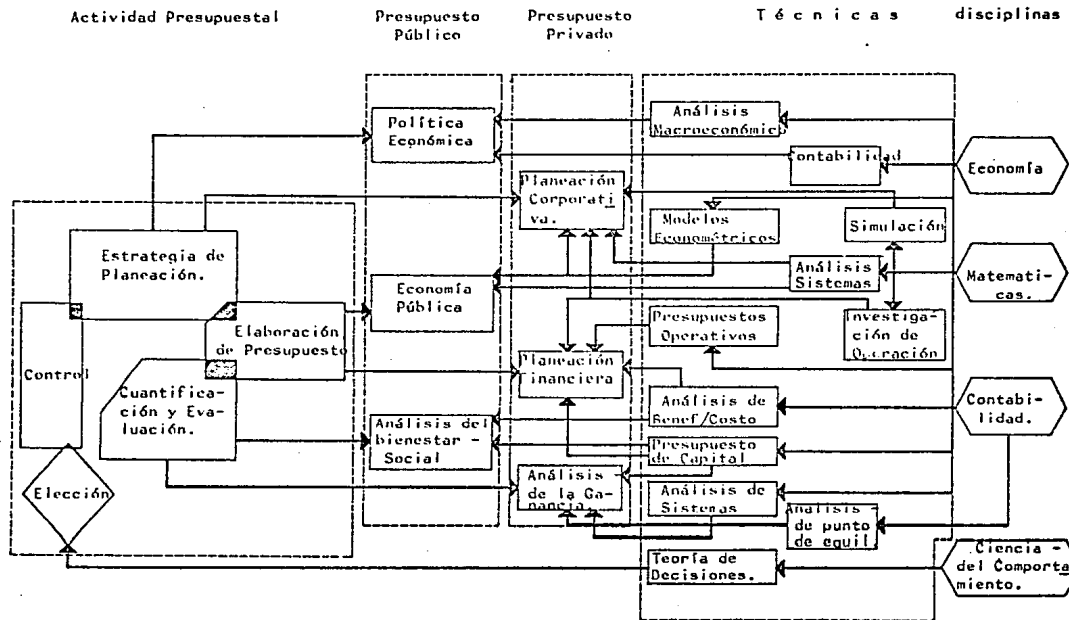 Actividad Presupuestal
Presupuesto
Público
Presupuesto
Privado
Técnicas
disciplinas
Política
Económica
Análisis
Macroeconómico
Contabilidad
Economía
Planeación
Corporati
va.
Modelos
Econométricos
Simulación
Estrategia de
Planeación.
Economía
Pública
Análisis
Sistemas
Matemati-
cas.
Elaboración
de Presupuesto
Presupuestos
Operativos
Investiga-
ción de
Operación
Control
Planeación
Financiera
Cuantifica-
ción y Eva-
luación.
Análisis de
Benef/Costo
Contabi-
lidad.
Análisis del
bienestar -
Social
Presupuesto
de Capital
Elección
Análisis -
de la Ga-
nancia.
Análisis de
Sistemas
Análisis -
de punto
de equil
Teoría de
Decisiones.
Ciencia -
del Comporta
miento.